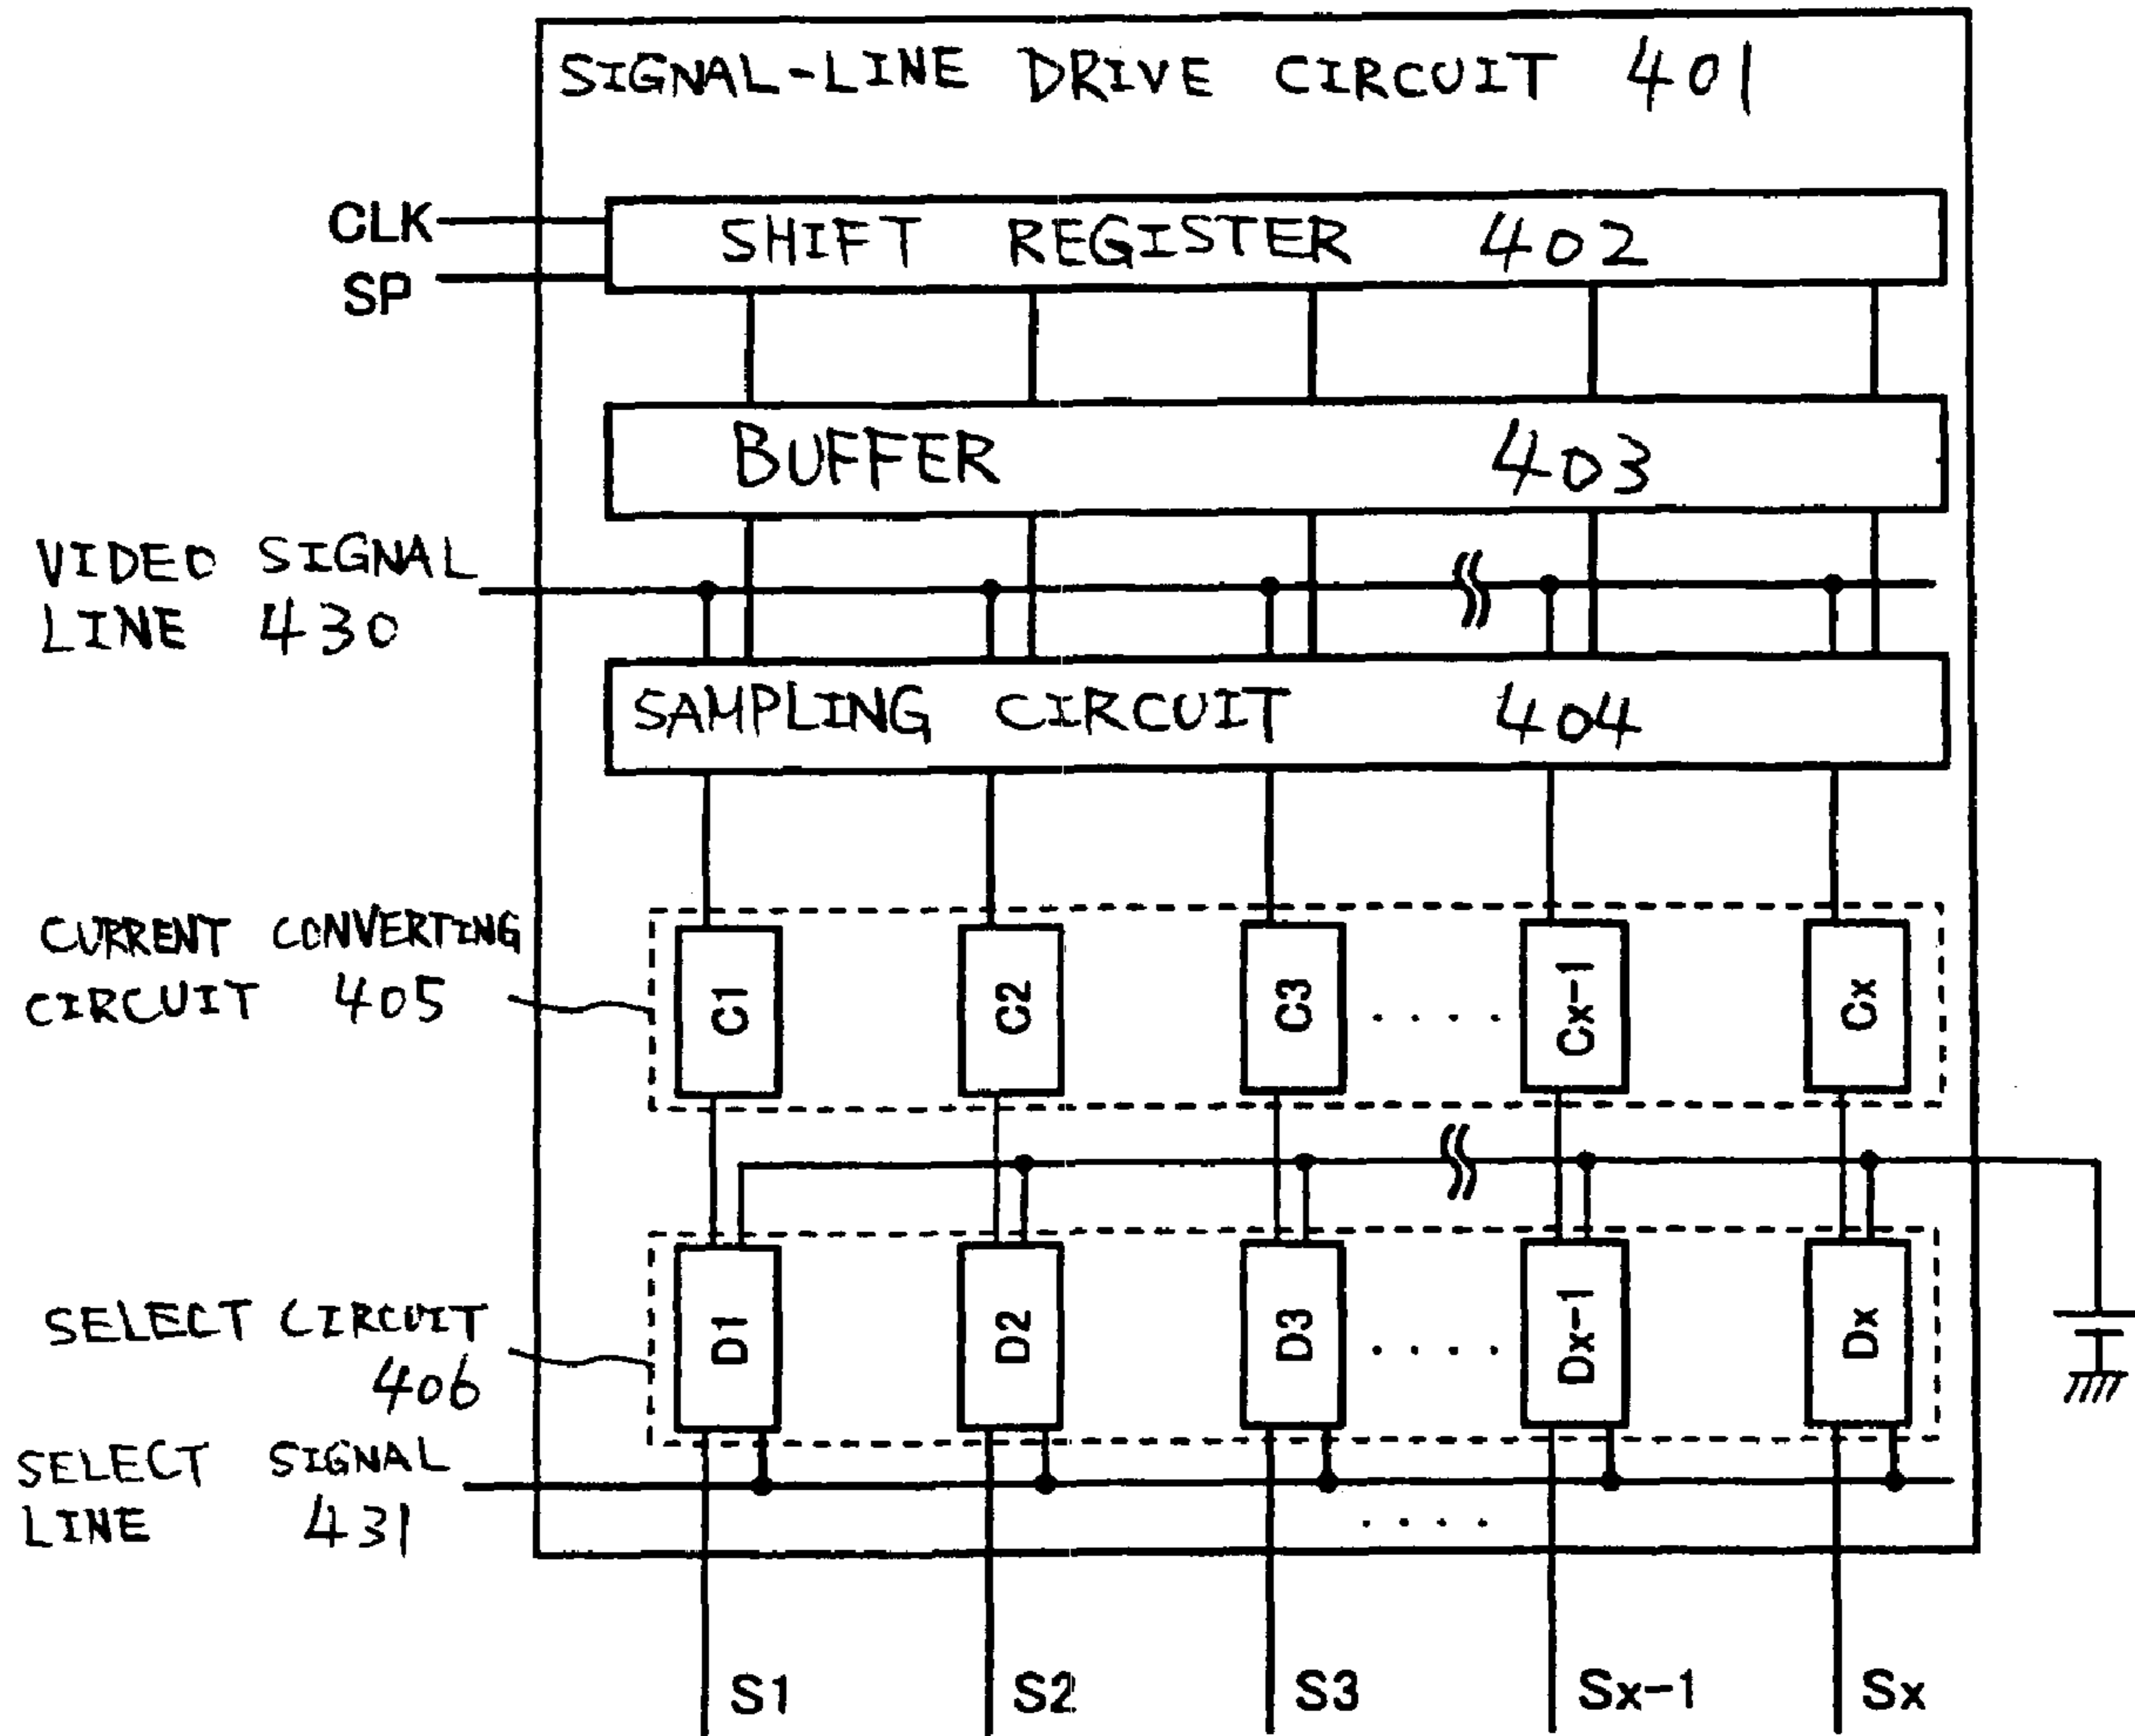 SIGNAL-LINE DRIVE CIRCUIT 401
CLK
SP
SHIFT REGISTER 402
BUFFER 403
VIDEO SIGNAL
LINE 430
SAMPLING CIRCUIT 404
CURRENT CONVERTING
CIRCUIT 405
C1 C2 C3 .... Cx-1 Cx
SELECT CIRCUIT
406
D1 D2 D3 .... Dx-1 Dx
SELECT SIGNAL
LINE 431
....
S1 S2 S3 Sx-1 Sx